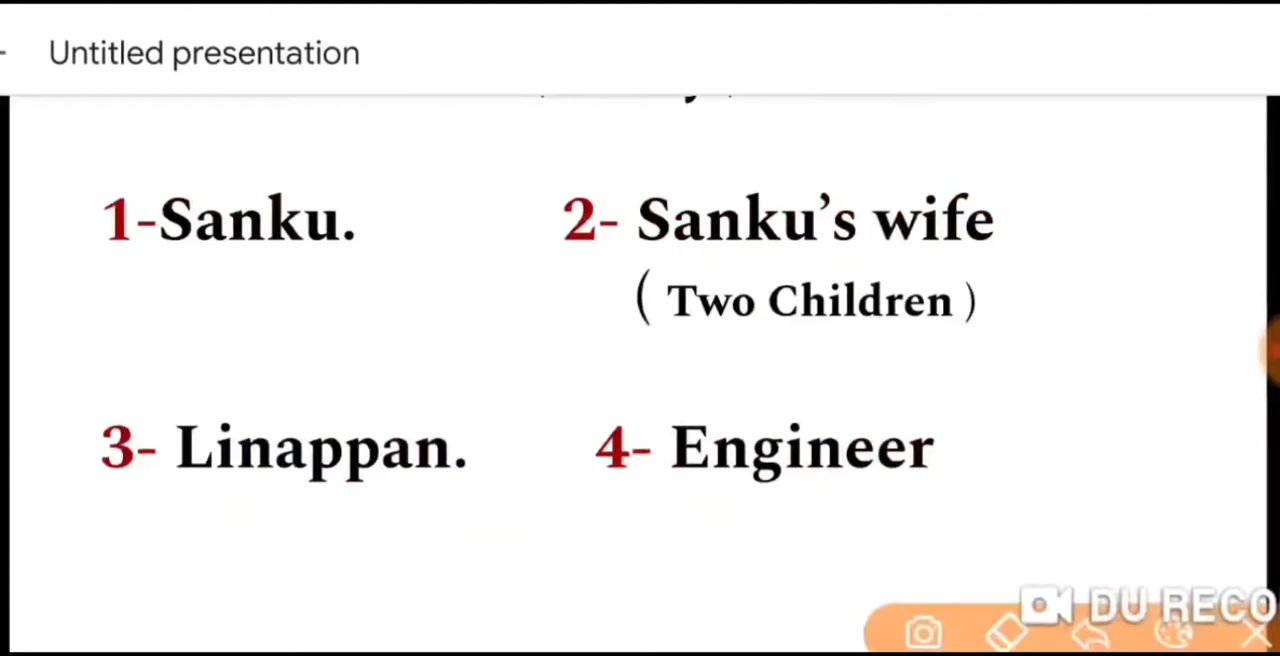 Untitled presentation
1-Sanku.
2- Sanku's wife
( Two Children )
3- Linappan.
4- Engineer
DU RECO